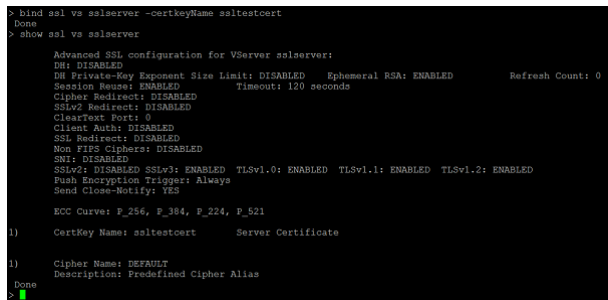 > bind ssl vs sslserver -certkeyName ssltestcert
Done
> show ssl vs sslserver
Advanced SSL configuration for VServer sslserver:
DH: DISABLED
DH Private-Key Exponent Size Limit: DISABLED Ephemeral RSA: ENABLED Refresh Count: 0
Session Reuse: ENABLED Timeout: 120 seconds
Cipher Redirect: DISABLED
SSLv2 Redirect: DISABLED
ClearText Port: 0
Client Auth: DISABLED
SSL Redirect: DISABLED
Non FIPS Ciphers: DISABLED
SNI: DISABLED
SSLv2: DISABLED SSLv3: ENABLED TLSv1.0: ENABLED TLSv1.1: ENABLED TLSv1.2: ENABLED
Push Encryption Trigger: Always
Send Close-Notify: YES
ECC Curve: P_256, P_384, P_224, P_521
1) CertKey Name: ssltestcert Server Certificate
1) Cipher Name: DEFAULT
Description: Predefined Cipher Alias
Done
>